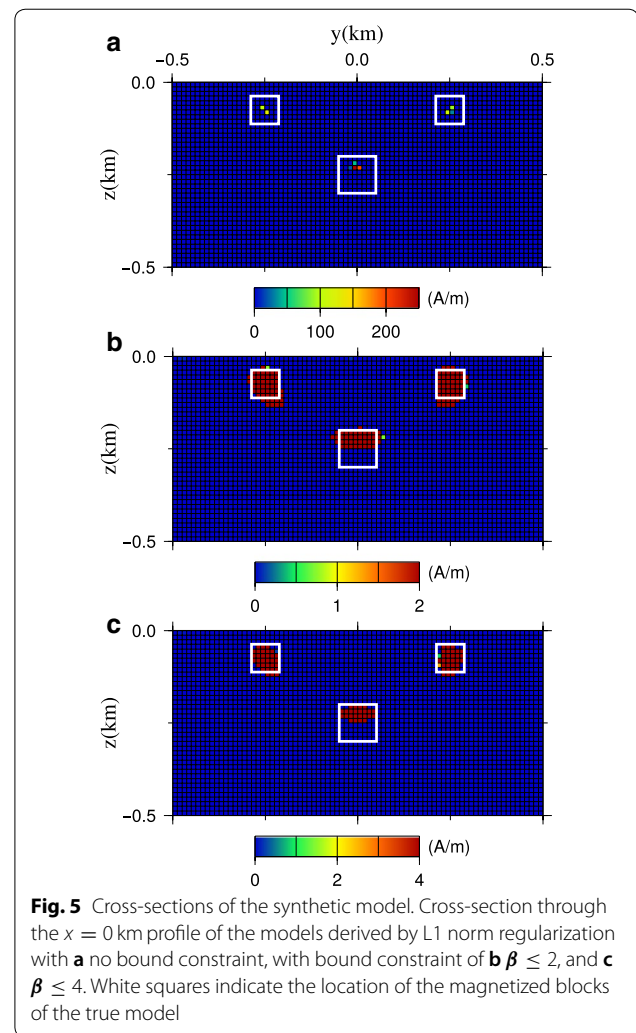 a
y(km)
-0.5 0.0 0.5
0.0
z(km)
-0.5
(A/m)
0 100 200
b
0.0
z(km)
-0.5
(A/m)
0 1 2
c
0.0
z(km)
-0.5
(A/m)
0 2 4
Fig. 5 Cross-sections of the synthetic model. Cross-section through
the x = 0 km profile of the models derived by L1 norm regularization
with a no bound constraint, with bound constraint of b β ≤ 2, and c
β ≤ 4. White squares indicate the location of the magnetized blocks
of the true model